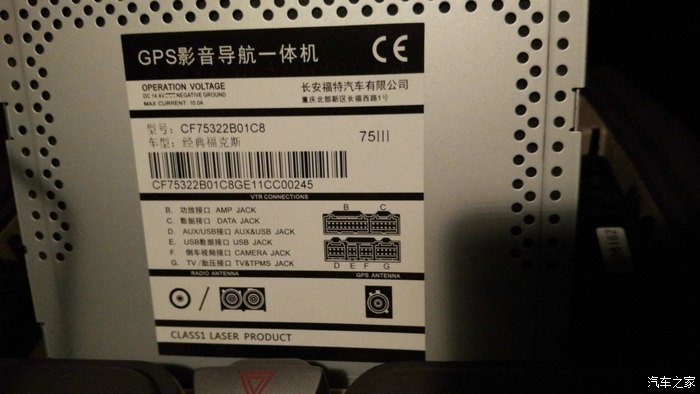 GPS影音导航一体机
CE
OPERATION VOLTAGE
DC 14.4V NEGATIVE GROUND
MAX CURRENT: 10.0A
长安福特汽车有限公司
重庆北部新区长福西路1号
型号: CF75322B01C8
车型: 经典福克斯
75III
CF75322B01C8GE11CC00245
VTR CONNECTIONS
B. 功放接口 AMP JACK
C. 数据接口 DATA JACK
D. AUX/USB接口 AUX&USB JACK
E. USB数据接口 USB JACK
F. 倒车视频接口 CAMERA JACK
G. TV/胎压接口 TV&TPMS JACK
B C
D E F G
RADIO ANTENNA
GPS ANTENNA
/
CLASS1 LASER PRODUCT
汽车之家